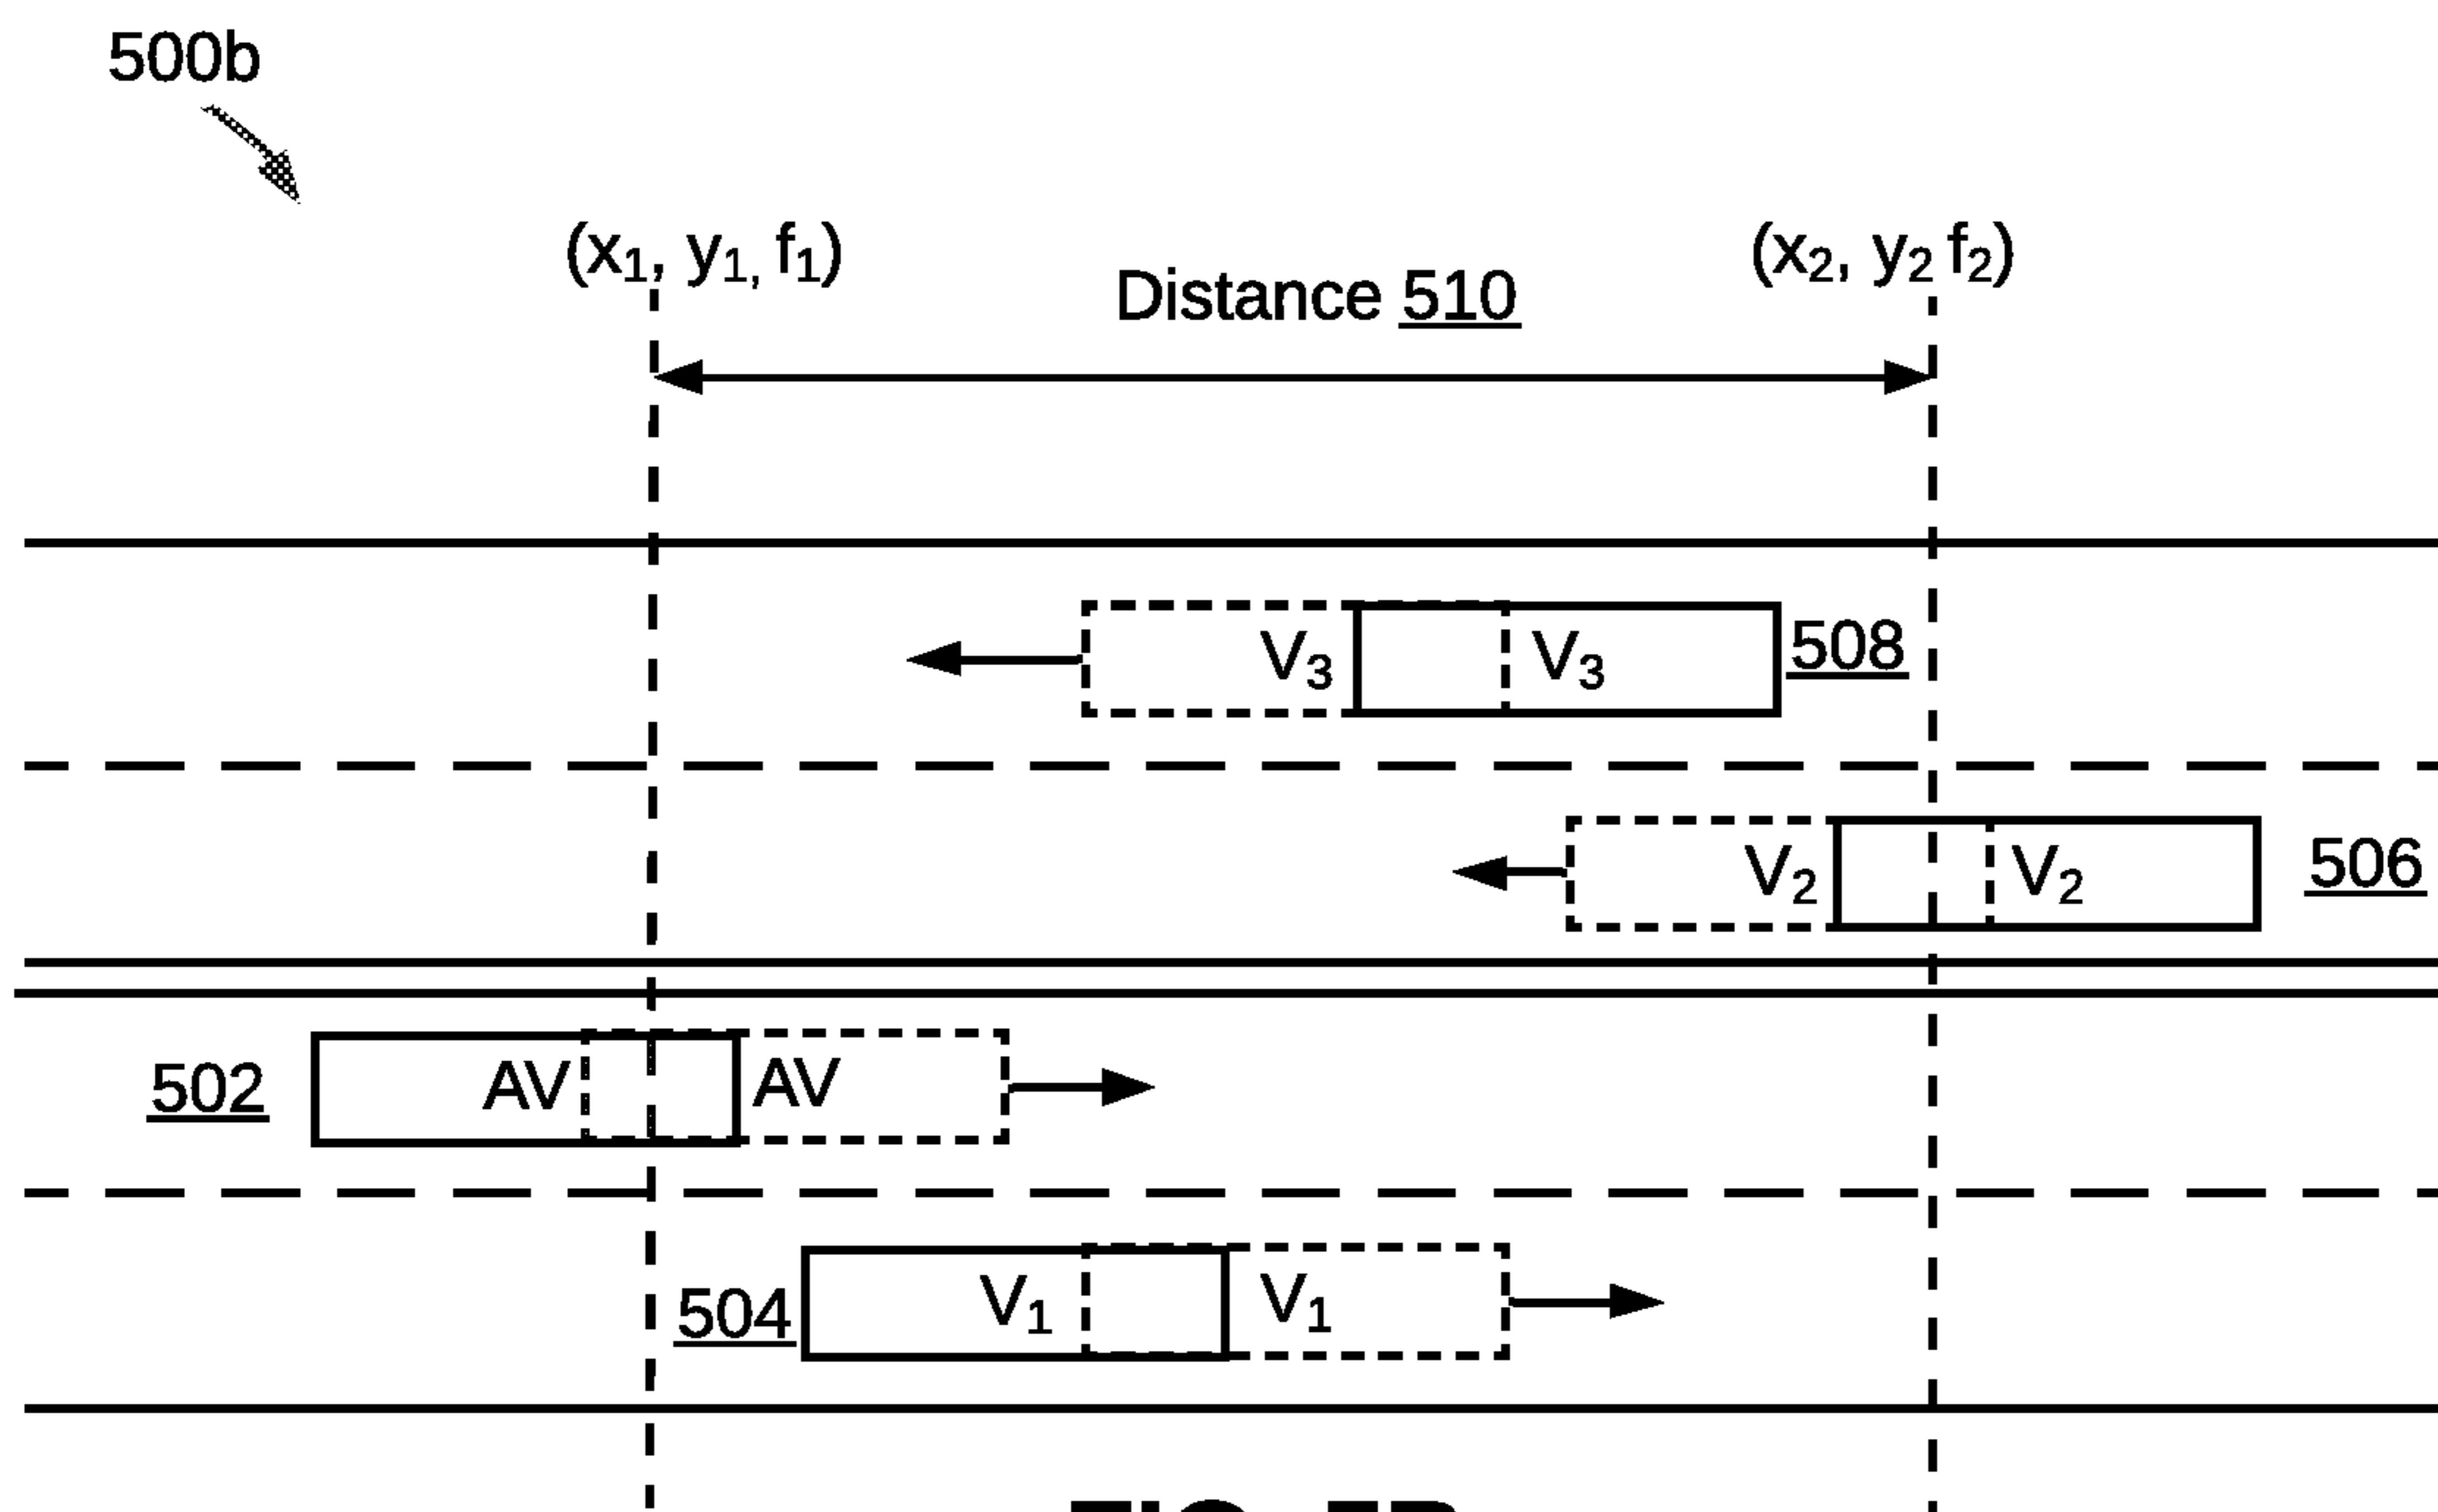 500b
(x1, y1, f1)
Distance 510
(x2, y2 f2)
V3 V3 508
V2 V2 506
502 AV AV
504 V1 V1